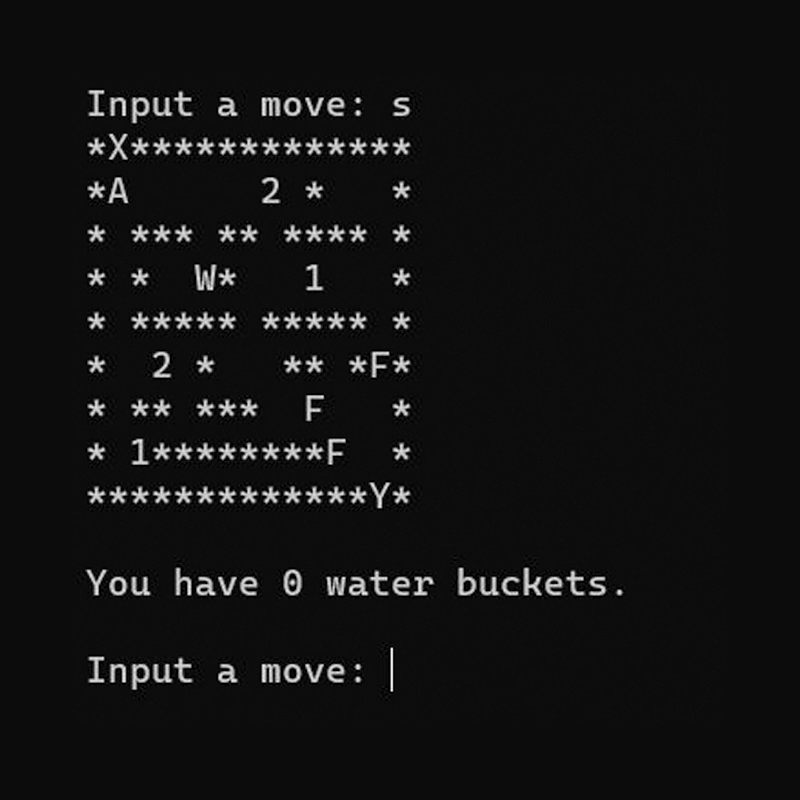 Input a move: s
*X*************
*A      2 *   *
* *** ** **** *
* *  W*   1   *
* ***** ***** *
*  2 *   ** *F*
* ** ***  F   *
* 1********F  *
*************Y*
You have 0 water buckets.
Input a move: